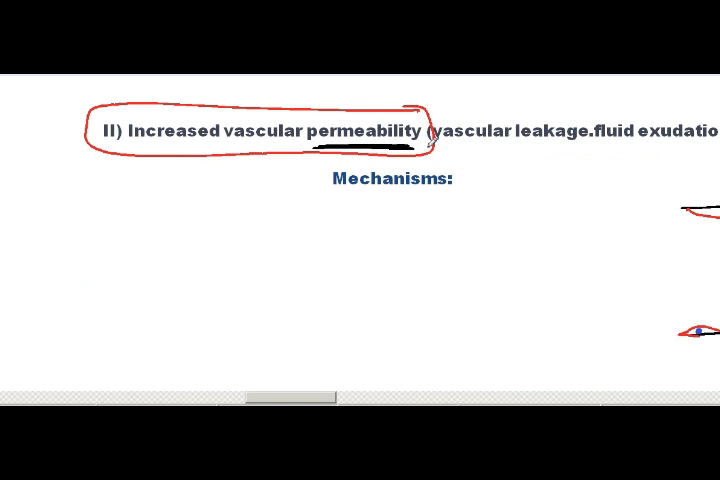 II) Increased vascular permeability (vascular leakage.fluid exudatio
Mechanisms: